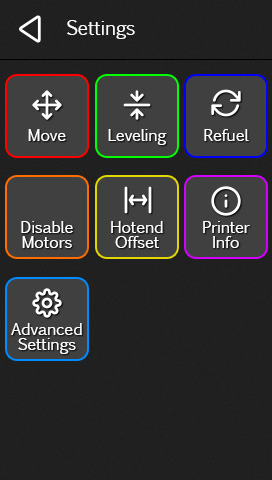 Settings
Move
Leveling
Refuel
Disable
Motors
Hotend
Offset
Printer
Info
Advanced
Settings